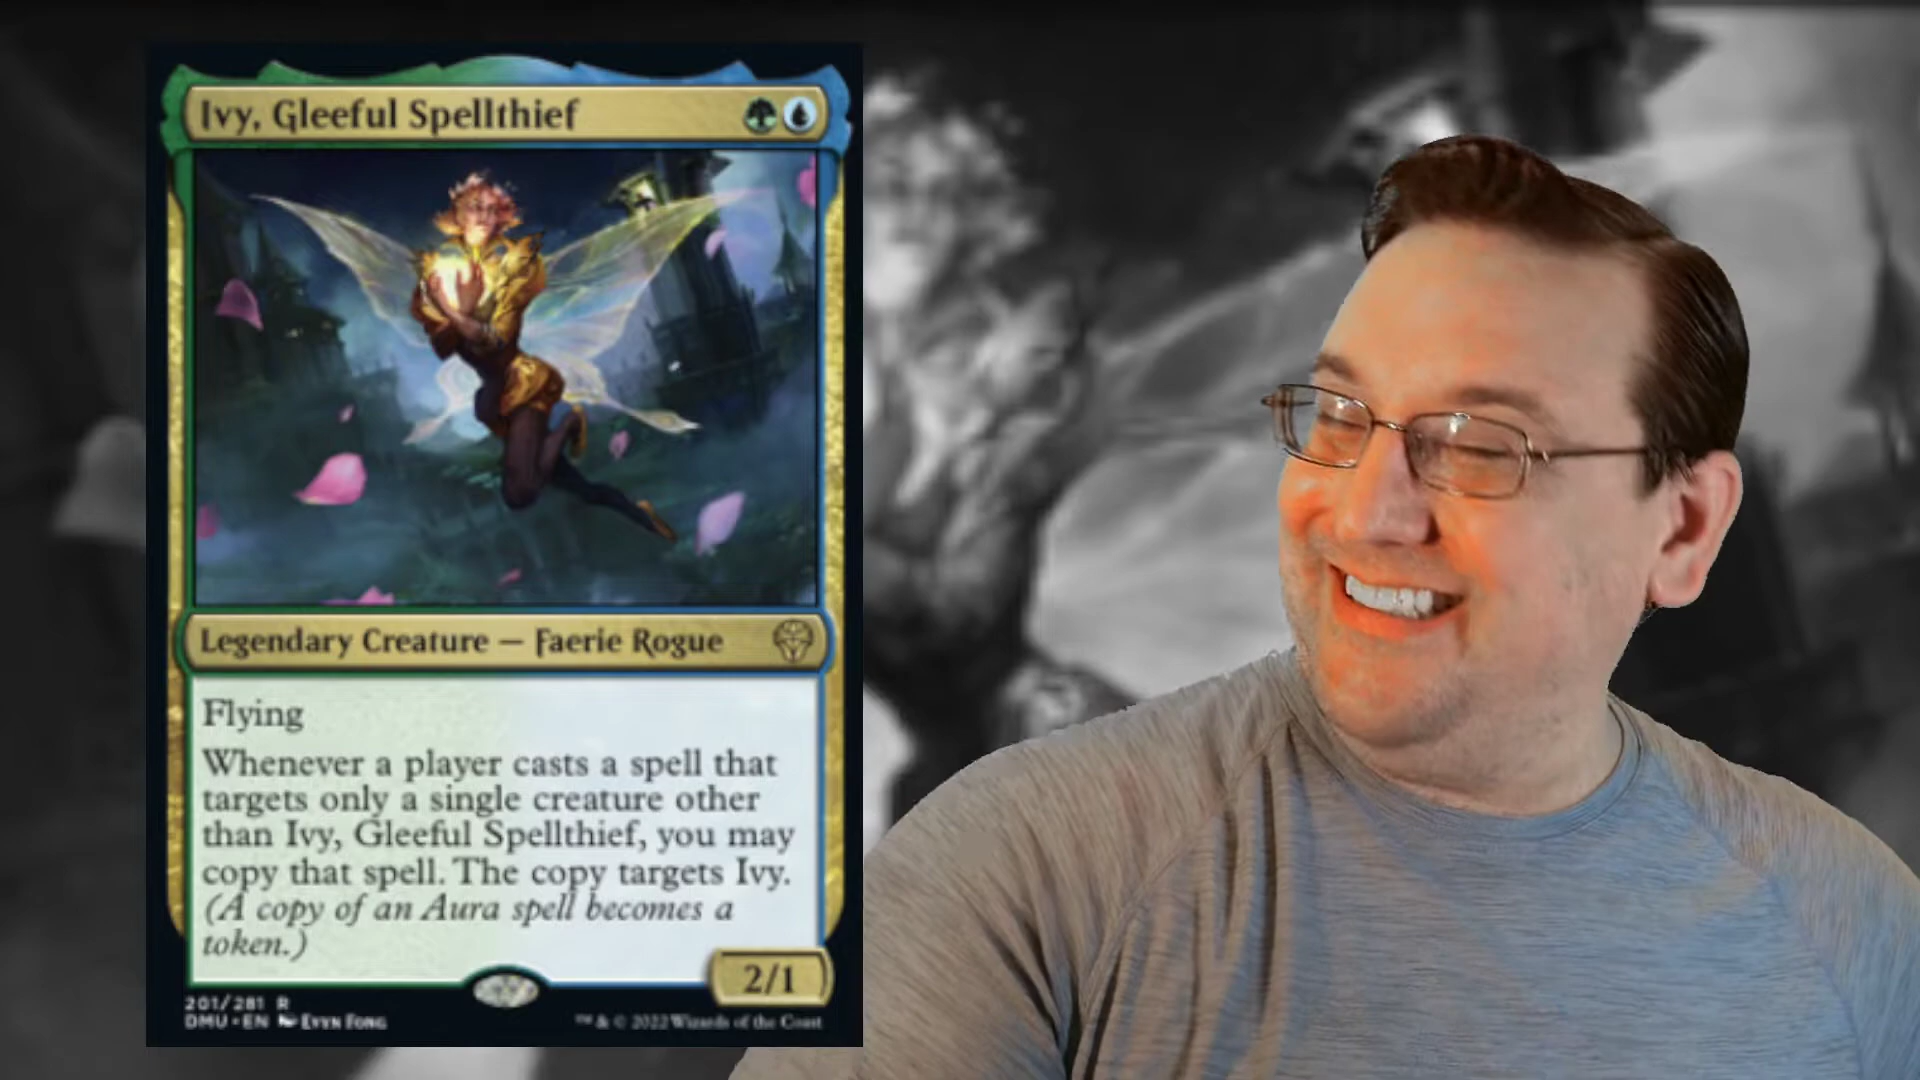 Ivy, Gleeful Spellthief
Legendary Creature — Faerie Rogue
Flying
Whenever a player casts a spell that
targets only a single creature other
than Ivy, Gleeful Spellthief, you may
copy that spell. The copy targets Ivy.
(A copy of an Aura spell becomes a
token.)
2/1
201/281 R
DMU • EN Evyn Fong
™ & © 2022 Wizards of the Coast